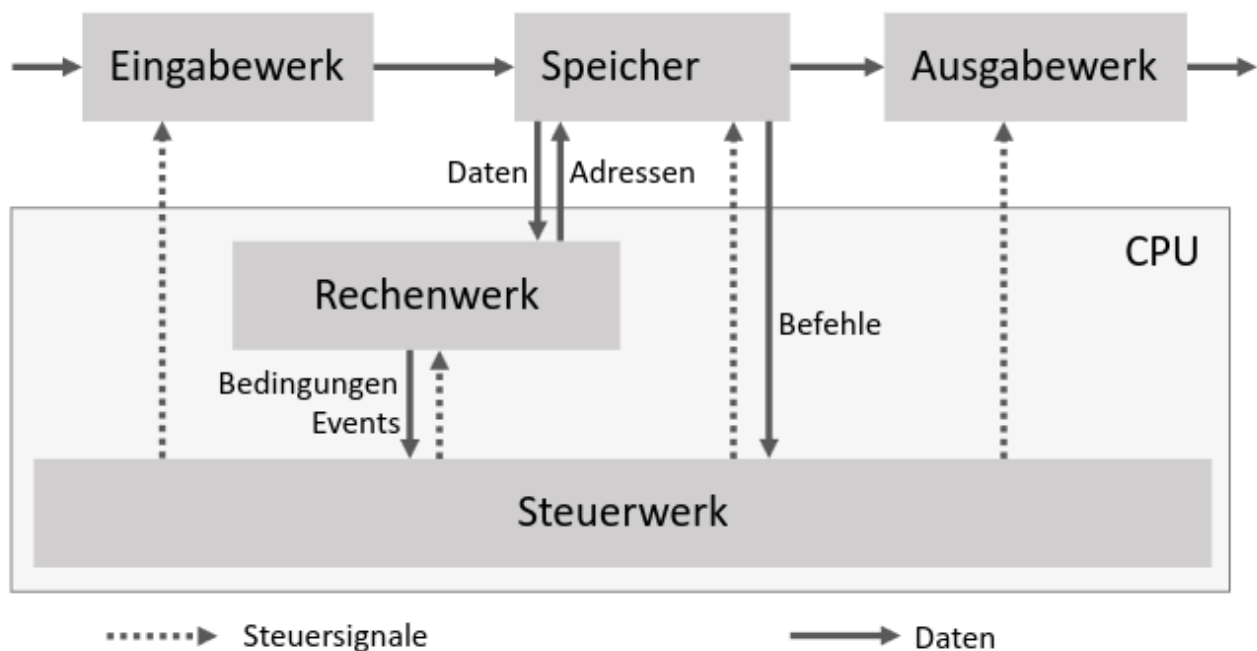 Eingabewerk
Speicher
Ausgabewerk
Daten
Adressen
CPU
Rechenwerk
Befehle
Bedingungen
Events
Steuerwerk
Steuersignale
Daten